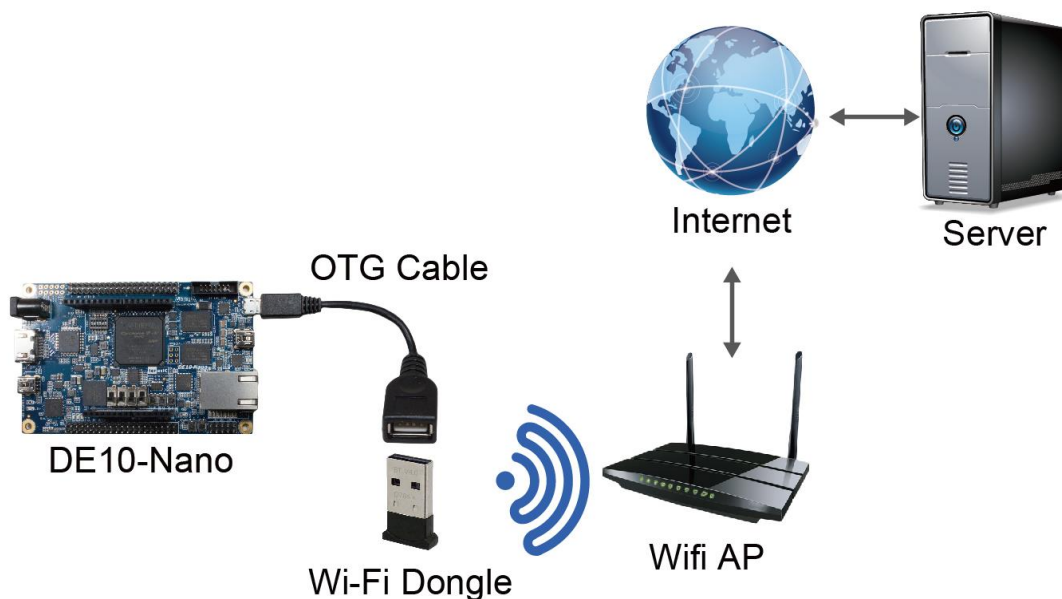 Internet
Server
OTG Cable
DE10-Nano
Wi-Fi Dongle
Wifi AP